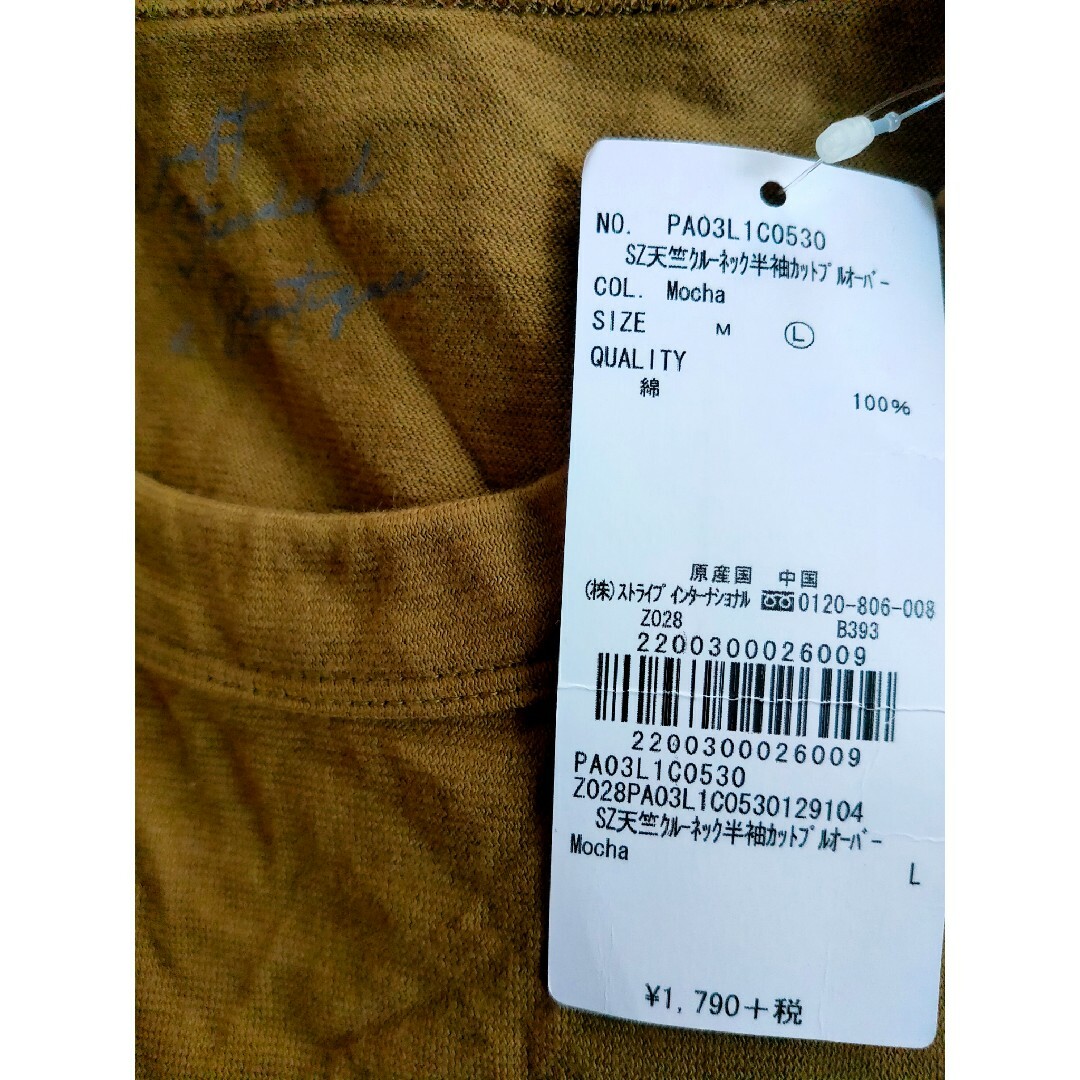 NO. PA03L1C0530
SZ天竺ｸﾙｰﾈｯｸ半袖ｶｯﾄﾌﾟﾙｵｰﾊﾞｰ
COL. Mocha
SIZE M Ⓛ
QUALITY
綿 100%
原産国 中国
(株)ｽﾄﾗｲﾌﾟｲﾝﾀｰﾅｼｮﾅﾙ 0120-806-008
Z028 B393
2200300026009
2200300026009
PA03L1C0530
Z028PA03L1C0530129104
SZ天竺ｸﾙｰﾈｯｸ半袖ｶｯﾄﾌﾟﾙｵｰﾊﾞｰ
Mocha
L
¥1,790+税